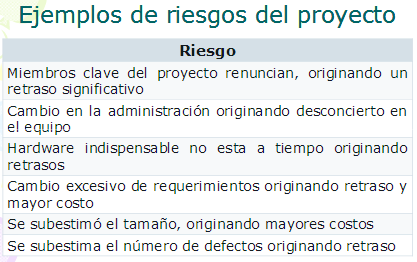 Ejemplos de riesgos del proyecto
Riesgo
Miembros clave del proyecto renuncian, originando un
retraso significativo
Cambio en la administración originando desconcierto en
el equipo
Hardware indispensable no esta a tiempo originando
retrasos
Cambio excesivo de requerimientos originando retraso y
mayor costo
Se subestimó el tamaño, originando mayores costos
Se subestima el número de defectos originando retraso